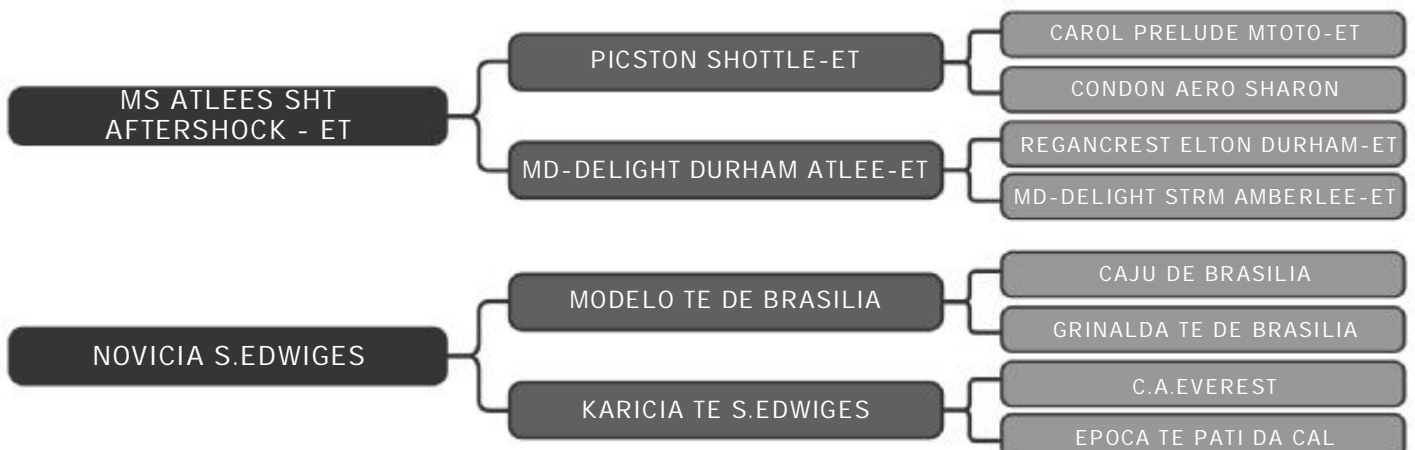 CAROL PRELUDE MTOTO-ET
PICSTON SHOTTLE-ET
CONDON AERO SHARON
MS ATLEES SHT
AFTERSHOCK - ET
REGANCREST ELTON DURHAM-ET
MD-DELIGHT DURHAM ATLEE-ET
MD-DELIGHT STRM AMBERLEE-ET
CAJU DE BRASILIA
MODELO TE DE BRASILIA
GRINALDA TE DE BRASILIA
NOVICIA S.EDWIGES
C.A.EVEREST
KARICIA TE S.EDWIGES
EPOCA TE PATI DA CAL